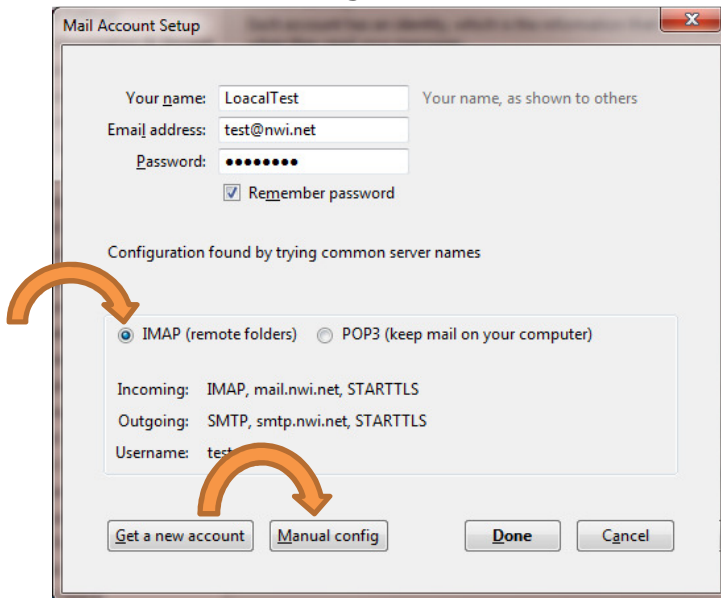 Mail Account Setup
Your name: LoacalTest Your name, as shown to others
Email address: test@nwi.net
Password: ••••••••
Remember password
Configuration found by trying common server names
IMAP (remote folders) POP3 (keep mail on your computer)
Incoming: IMAP, mail.nwi.net, STARTTLS
Outgoing: SMTP, smtp.nwi.net, STARTTLS
Username: test
Get a new account Manual config Done Cancel